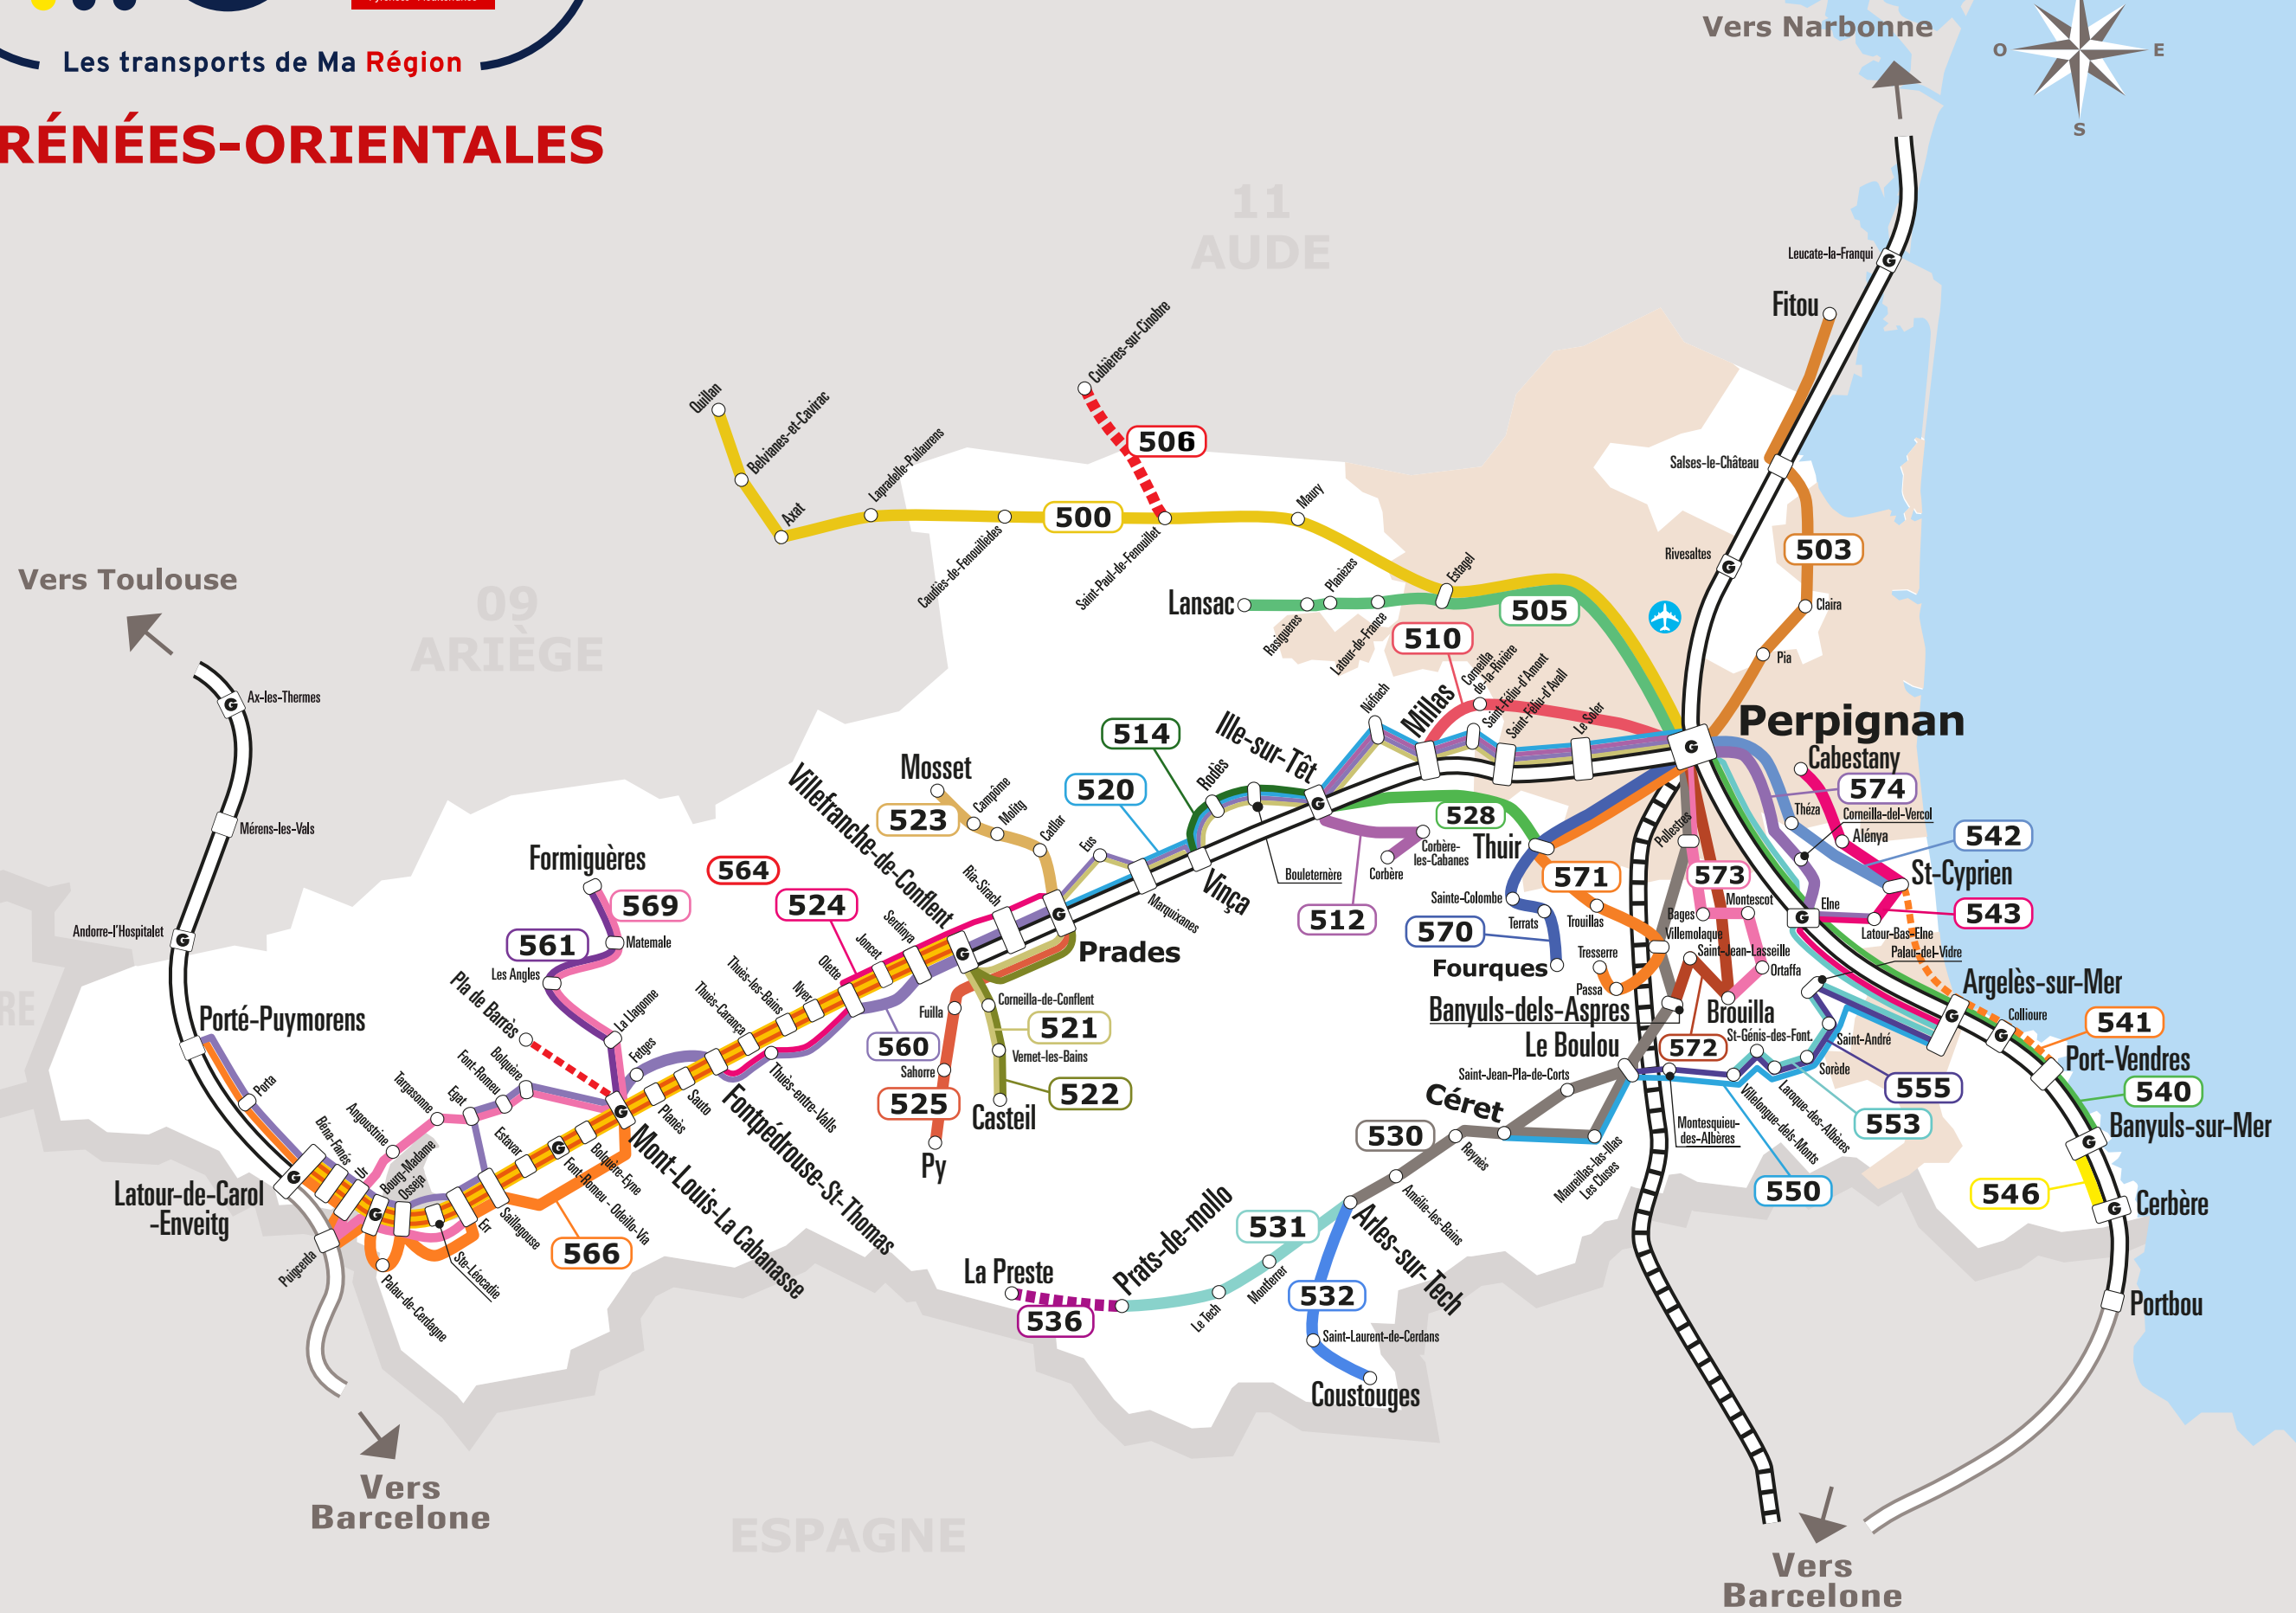 Les transports de Ma Région
RÉNÉES-ORIENTALES
Vers Narbonne
O
E
S
11
AUDE
Leucate-la-Franqui
G
Fitou
Cubières-sur-Cinobre
Quillan
Belvianes-et-Cavirac
506
Lapradelle-Puilaurens
Salses-le-Château
Axat
500
Maury
Caudiès-de-Fenouillèdes
Saint-Paul-de-Fenouillet
503
Rivesaltes
G
Estagel
Planèzes
Vers Toulouse
09
ARIÈGE
Lansac
505
Claira
Rasiguères
Latour-de-France
510
Pia
Corneilla
de-la-Rivière
Saint-Féliu-d'Amont
Saint-Féliu-d'Avall
G
Ax-les-Thermes
Néfiach
Millas
Le Soler
Perpignan
G
514
Ille-sur-Têt
Cabestany
Mosset
Villefranche-de-Conflent
Rodès
520
574
G
Campôme
Molitg
523
Catllar
528
Théza
Corneilla-del-Vercol
Mérens-les-Vals
Pollestres
Alénya
542
Eus
Corbère-
les-Cabanes
Thuir
Formiguères
564
Ria-Sirach
Bouleternère
Corbère
571
573
St-Cyprien
569
524
Vinça
Marquixanes
Sainte-Colombe
Montescot
Elne
512
Trouillas
Bages
G
543
Terrats
Andorre-l'Hospitalet
G
561
Matemale
Serdinya
G
570
Villemolaque
Latour-Bas-Elne
Joncet
G
Prades
Tresserre
Saint-Jean-Lasseille
Palau-del-Vidre
Les Angles
Olette
Fourques
Ortaffa
Pla de Barrès
Thuès-les-Bains
Nyer
Passa
Argelès-sur-Mer
Thuès-Carança
Corneilla-de-Conflent
Banyuls-dels-Aspres
Brouilla
Porté-Puymorens
La Llagonne
Fuilla
521
G
Collioure
541
560
St-Génis-des-Font.
Saint-André
G
Fetges
Vernet-les-Bains
Le Boulou
572
Port-Vendres
Bolquère
Font-Romeu
Sahorre
Saint-Jean-Pla-de-Corts
Sorède
555
540
Porta
Targasonne
Egat
Thuès-entre-Valls
522
Sauto
525
Casteil
Céret
Villelongue-dels-Monts
Laroque-des-Albères
553
G
Planès
Fontpédrouse-St-Thomas
Montesquieu-
des-Albères
Banyuls-sur-Mer
Angoustrine
530
G
Béna-Fanés
Ur
Estavar
G
Mont-Louis-La Cabanasse
Py
Reynès
G
Latour-de-Carol
-Enveitg
Bourg-Madame
Osseja
Bolquère-Eyne
Font-Romeu - Odeillo-Via
Maureillas-las-Illas
Les Cluses
550
546
Cerbère
G
G
Amélie-les-Bains
Prats-de-mollo
531
Arles-sur-Tech
Err
Saillagouse
566
Puigcerda
Ste-Léocadie
La Preste
Montferrer
Palau-de-Cerdagne
536
Le Tech
532
Portbou
Saint-Laurent-de-Cerdans
Coustouges
Vers
Barcelone
ESPAGNE
Vers
Barcelone